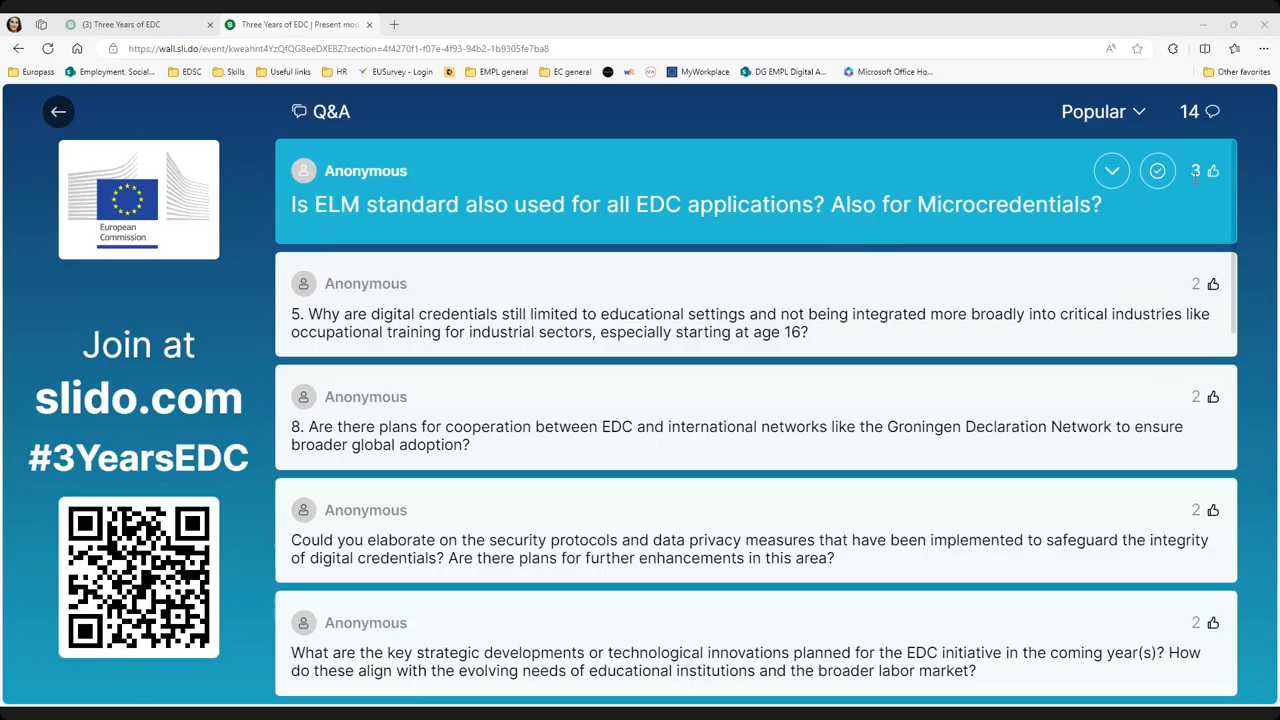 (3) Three Years of EDC
Three Years of EDC | Present mod
https://wall.sli.do/event/kweahnt4YzQfQG8eeDXEBZ?section=4f4270f1-f07e-4f93-94b2-1b9305fe7ba8
Europass
Employment, Social...
EDSC
Skills
Useful links
HR
EUSurvey - Login
EMPL general
EC general
MyWorkplace
DG EMPL Digital A...
Microsoft Office Ho...
Other favorites
Q&A
Popular
14
European
Commission
Join at
slido.com
#3YearsEDC
Anonymous
3
Is ELM standard also used for all EDC applications? Also for Microcredentials?
Anonymous
2
5. Why are digital credentials still limited to educational settings and not being integrated more broadly into critical industries like
occupational training for industrial sectors, especially starting at age 16?
Anonymous
2
8. Are there plans for cooperation between EDC and international networks like the Groningen Declaration Network to ensure
broader global adoption?
Anonymous
2
Could you elaborate on the security protocols and data privacy measures that have been implemented to safeguard the integrity
of digital credentials? Are there plans for further enhancements in this area?
Anonymous
2
What are the key strategic developments or technological innovations planned for the EDC initiative in the coming year(s)? How
do these align with the evolving needs of educational institutions and the broader labor market?